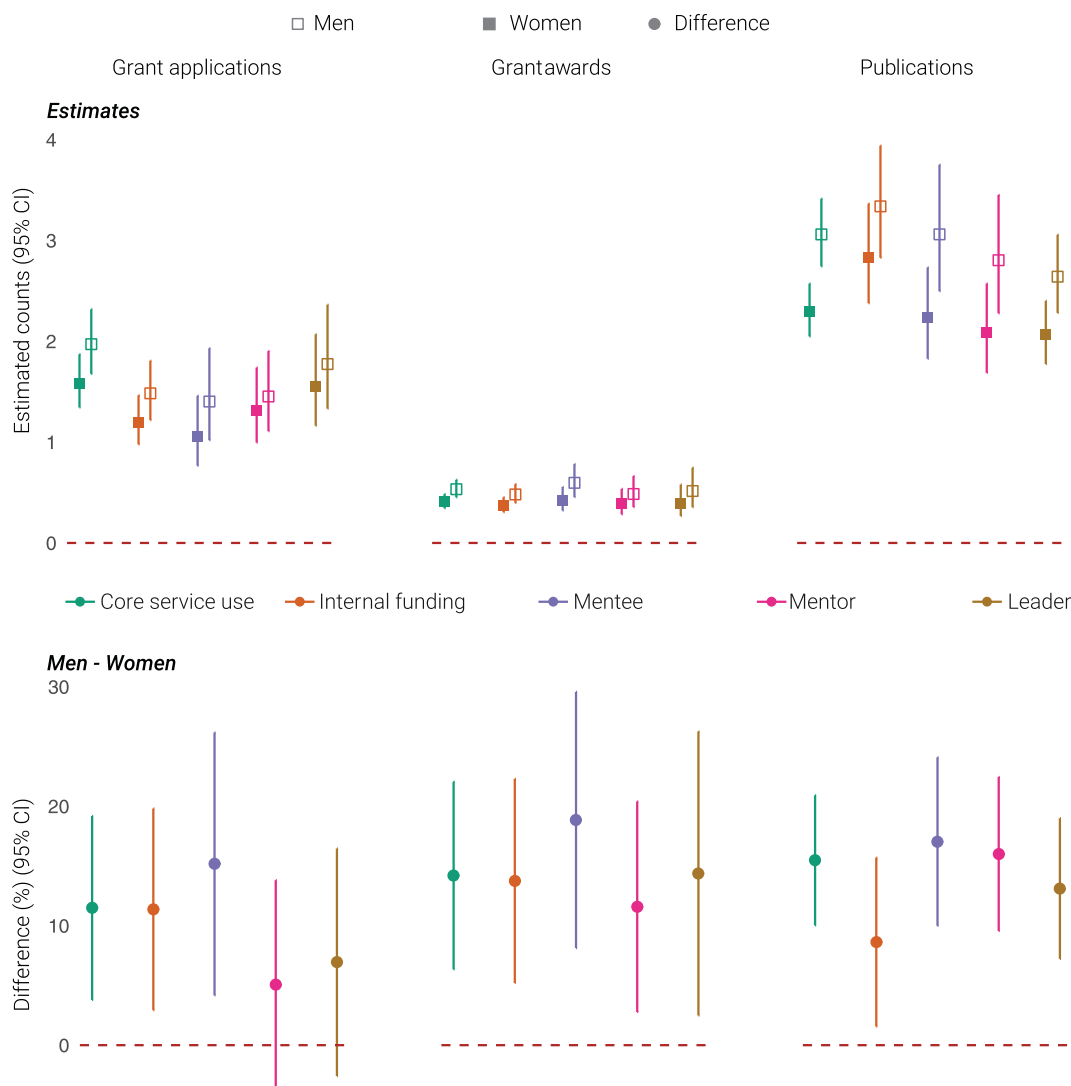 Men Women Difference
Grant applications Grantawards Publications
Estimates
Estimated counts (95% CI)
4
3
2
1
0
Core service use Internal funding Mentee Mentor Leader
Men - Women
Difference (%) (95% CI)
30
20
10
0